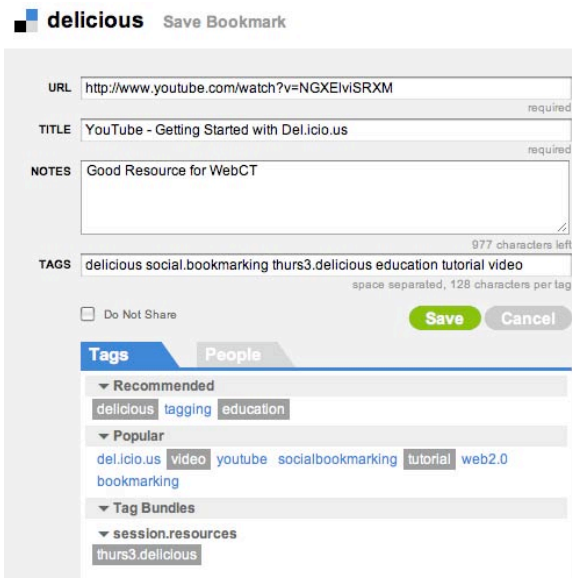 delicious Save Bookmark
URL http://www.youtube.com/watch?v=NGXElviSRXM
required
TITLE YouTube - Getting Started with Del.icio.us
required
NOTES Good Resource for WebCT
977 characters left
TAGS delicious social.bookmarking thurs3.delicious education tutorial video
space separated, 128 characters per tag
Do Not Share Save Cancel
Tags People
Recommended
delicious tagging education
Popular
del.icio.us video youtube socialbookmarking tutorial web2.0
bookmarking
Tag Bundles
session.resources
thurs3.delicious